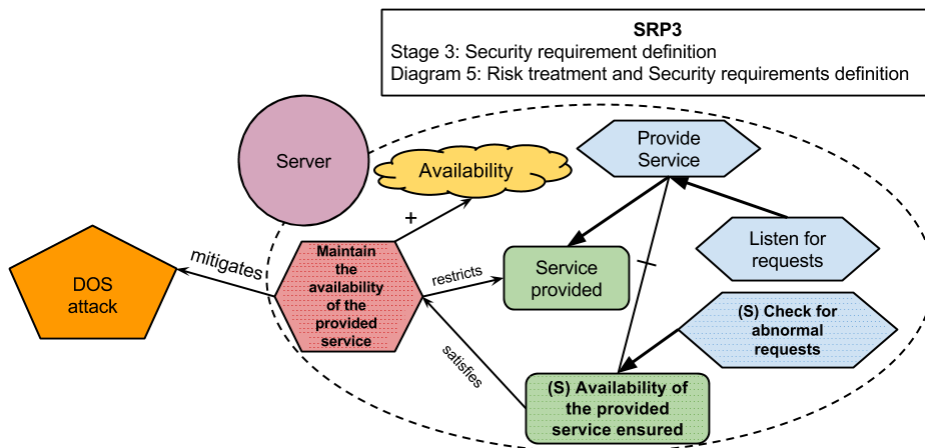 SRP3
Stage 3: Security requirement definition
Diagram 5: Risk treatment and Security requirements definition
Server
Availability
Provide
Service
+
Maintain
the
availability
of the
provided
service
mitigates
DOS
attack
restricts
Service
provided
Listen for
requests
(S) Check for
abnormal
requests
satisfies
(S) Availability of
the provided
service ensured